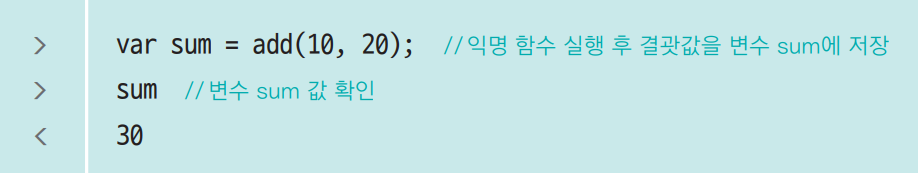 > var sum = add(10, 20); //익명 함수 실행 후 결괏값을 변수 sum에 저장
> sum //변수 sum 값 확인
< 30